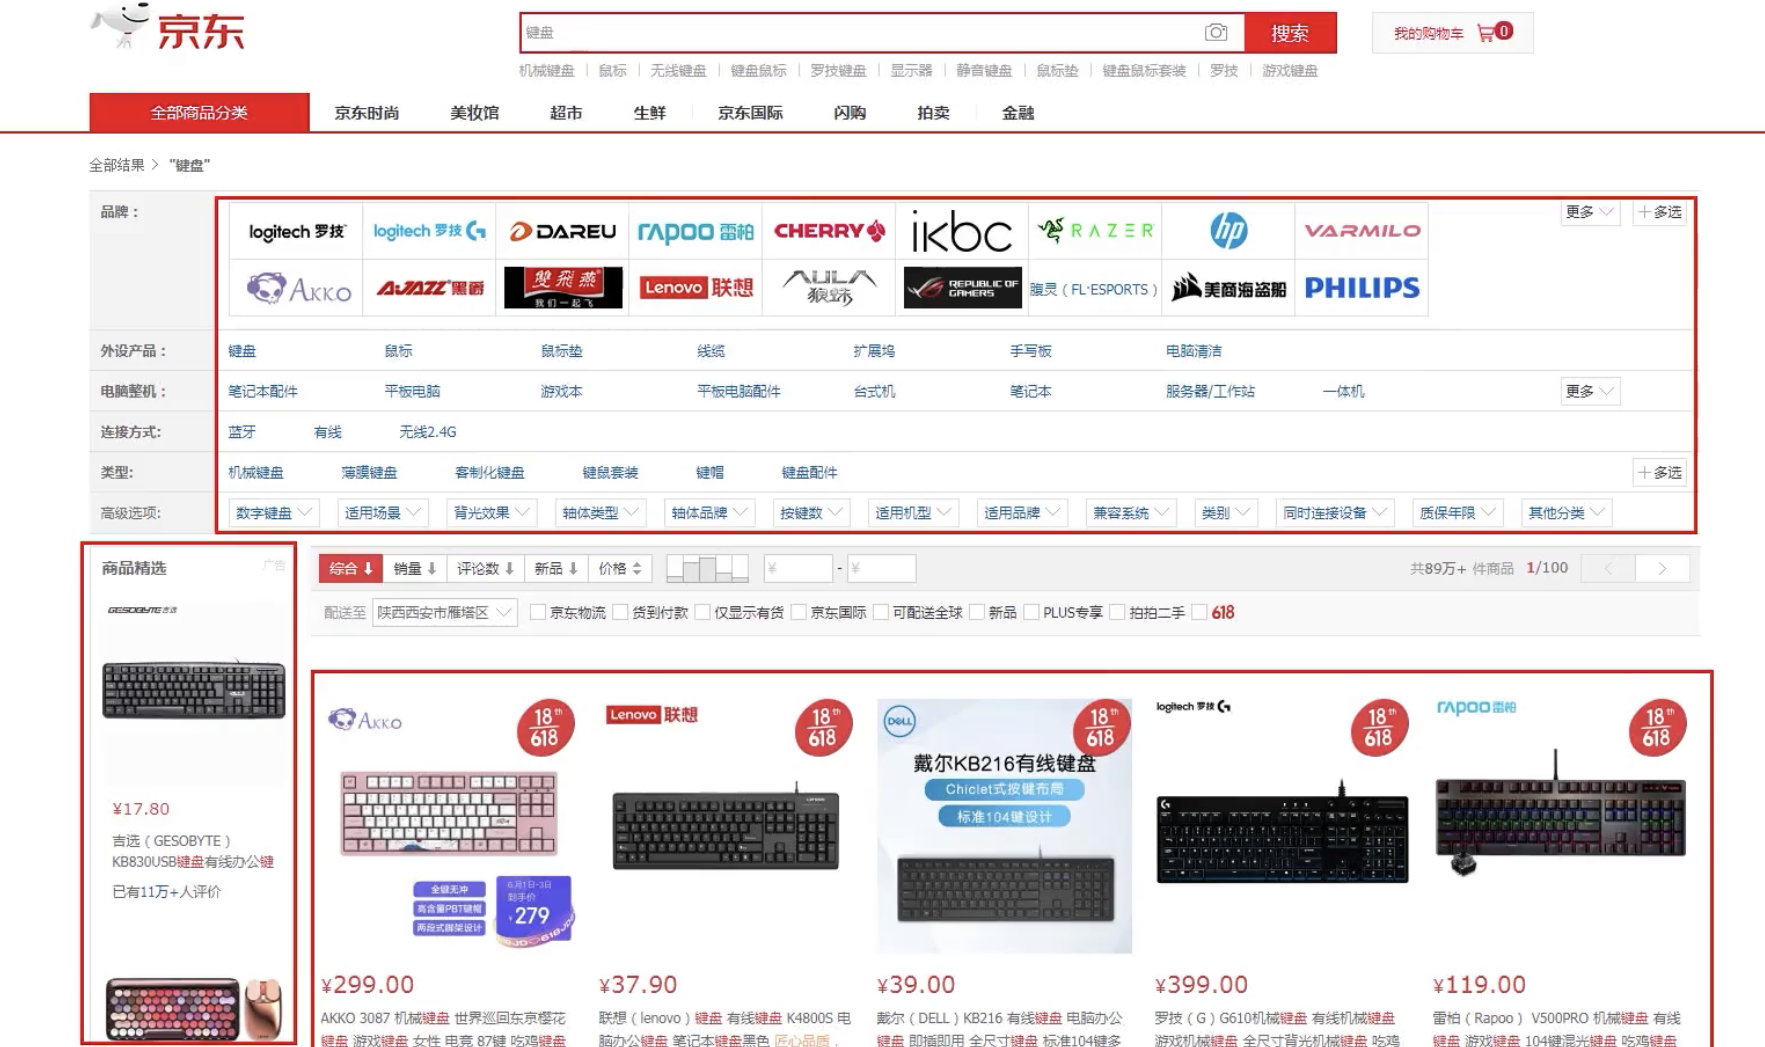 京东
键盘
搜索
我的购物车 0
机械键盘 鼠标 无线键盘 键盘鼠标 罗技键盘 显示器 静音键盘 鼠标垫 键盘鼠标套装 罗技 游戏键盘
全部商品分类 京东时尚 美妆馆 超市 生鲜 京东国际 闪购 拍卖 金融
全部结果 > "键盘"
品牌：
logitech 罗技 logitech 罗技 DAREU rapoo 雷柏 CHERRY ikbc RAZER hp VARMILO
更多 +多选
AKKO AJAZZ 黑爵 雙飛燕 我们一起飞 Lenovo 联想 AULA 狼蛛 REPUBLIC OF GAMERS 腹灵（FL·ESPORTS） 美商海盗船 PHILIPS
外设产品： 键盘 鼠标 鼠标垫 线缆 扩展坞 手写板 电脑清洁
电脑整机： 笔记本配件 平板电脑 游戏本 平板电脑配件 台式机 笔记本 服务器/工作站 一体机 更多
连接方式: 蓝牙 有线 无线2.4G
类型: 机械键盘 薄膜键盘 客制化键盘 键鼠套装 键帽 键盘配件 +多选
高级选项: 数字键盘 适用场景 背光效果 轴体类型 轴体品牌 按键数 适用机型 适用品牌 兼容系统 类别 同时连接设备 质保年限 其他分类
商品精选 广告
综合 销量 评论数 新品 价格 ¥ - ¥ 共89万+ 件商品 1/100 < >
配送至 陕西西安市雁塔区 京东物流 货到付款 仅显示有货 京东国际 可配送全球 新品 PLUS专享 拍拍二手 618
GESOBYTE 吉选
¥17.80
吉选（GESOBYTE）
KB830USB键盘有线办公键
已有11万+人评价
AKKO
18th
618
全键无冲
高含量PBT键帽
两段式脚架设计
6月1日-3日
到手价
¥279
¥299.00
AKKO 3087 机械键盘 世界巡回东京樱花
键盘 游戏键盘 女性 电竞 87键 吃鸡键盘
Lenovo 联想
18th
618
¥37.90
联想（lenovo）键盘 有线键盘 K4800S 电
脑办公键盘 笔记本键盘黑色 匠心品质，
DELL
18th
618
戴尔KB216有线键盘
Chiclet式按键布局
标准104键设计
¥39.00
戴尔（DELL）KB216 有线键盘 电脑办公
键盘 即插即用 全尺寸键盘 标准104键多
logitech 罗技
18th
618
¥399.00
罗技（G）G610机械键盘 有线机械键盘
游戏机械键盘 全尺寸背光机械键盘 吃鸡
rapoo 雷柏
18th
618
¥119.00
雷柏（Rapoo） V500PRO 机械键盘 有线
键盘 游戏键盘 104键混光键盘 吃鸡键盘